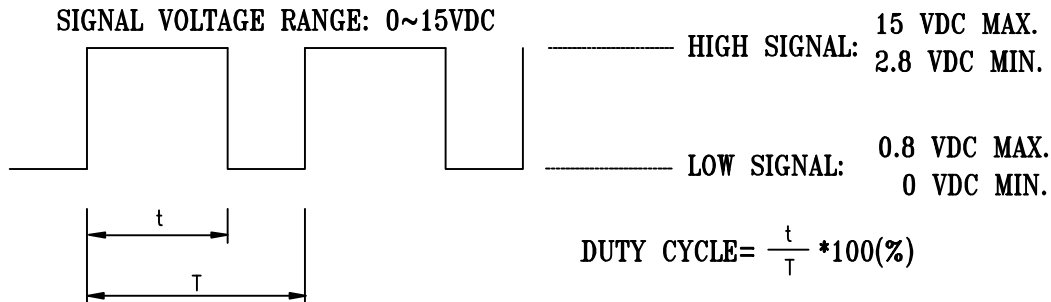 SIGNAL VOLTAGE RANGE: 0~15VDC
HIGH SIGNAL: 15 VDC MAX.
2.8 VDC MIN.
LOW SIGNAL: 0.8 VDC MAX.
0 VDC MIN.
t
T
DUTY CYCLE= t/T *100(%)